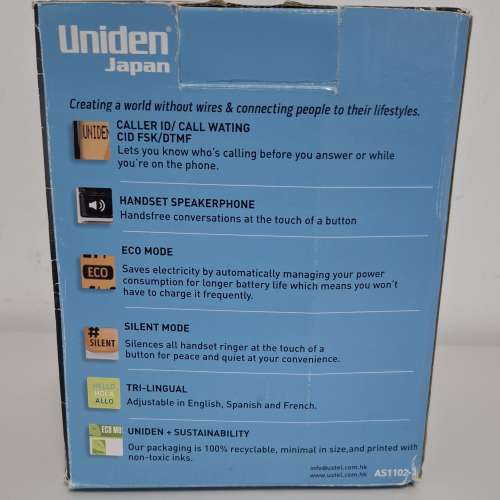 Uniden®
Japan
Creating a world without wires & connecting people to their lifestyles.
UNIDEN
CALLER ID/ CALL WATING
CID FSK/DTMF
Lets you know who's calling before you answer or while
you're on the phone.
HANDSET SPEAKERPHONE
Handsfree conversations at the touch of a button
ECO
ECO MODE
Saves electricity by automatically managing your power
consumption for longer battery life which means you won't
have to charge it frequently.
#
SILENT
SILENT MODE
Silences all handset ringer at the touch of a
button for peace and quiet at your convenience.
HELLO
HOLA
ALLO
TRI-LINGUAL
Adjustable in English, Spanish and French.
ECO MO
UNIDEN + SUSTAINABILITY
Our packaging is 100% recyclable, minimal in size,and printed with
non-toxic inks.
info@ustel.com.hk
www.ustel.com.hk
AS1102-